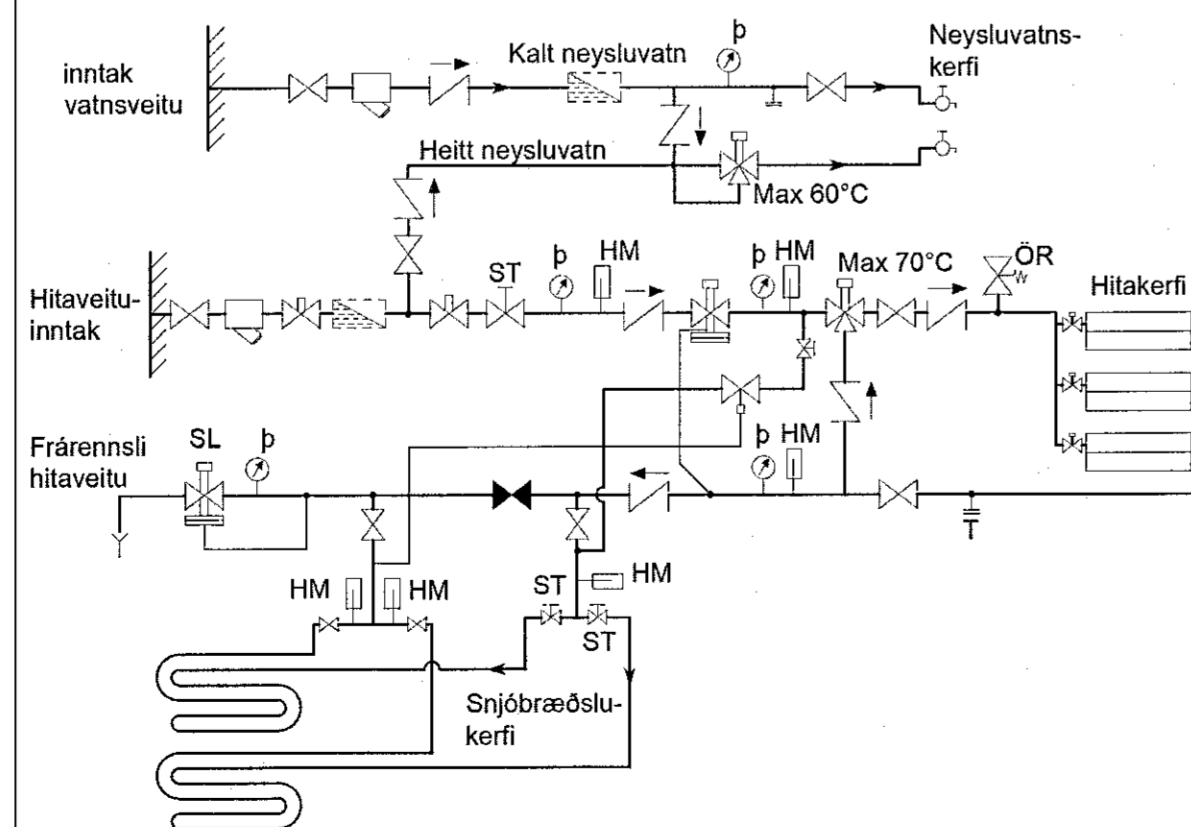 inntak
vatnsveitu
Kalt neysluvatn
þ
Neysluvatns-
kerfi
Heitt neysluvatn
Max 60°C
Hitaveitu-
inntak
ST
þ
HM
þ
HM
Max 70°C
ÖR
Hitakerfi
Frárennsli
hitaveitu
SL
þ
þ
HM
HM
HM
ST
HM
ST
Snjóbræðslu-
kerfi